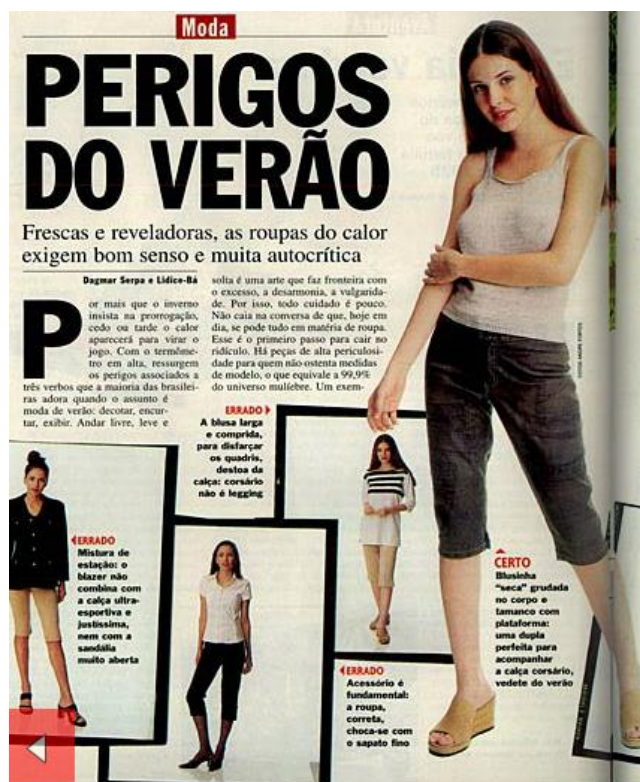 Moda
PERIGOS
DO VERÃO
Frescas e reveladoras, as roupas do calor
exigem bom senso e muita autocrítica
Dagmar Serpa e Lidice-Bá
Por mais que o inverno
insista na prorrogação,
cedo ou tarde o calor
aparecerá para virar o
jogo. Com o termôme-
tro em alta, ressurgem
os perigos associados a
três verbos que a maioria das brasilei-
ras adora quando o assunto é
moda de verão: decotar, encur-
tar, exibir. Andar livre, leve e
solta é uma arte que faz fronteira com
o excesso, a desarmonia, a vulgarida-
de. Por isso, todo cuidado é pouco.
Não caia na conversa de que, hoje em
dia, se pode tudo em matéria de roupa.
Esse é o primeiro passo para cair no
ridículo. Há peças de alta periculosi-
dade para quem não ostenta medidas
de modelo, o que equivale a 99,9%
do universo mulíebre. Um exem-
ERRADO
A blusa larga
e comprida,
para disfarçar
os quadris,
destoa da
calça: corsário
não é legging
ERRADO
Mistura de
estação: o
blazer não
combina com
a calça ultra-
esportiva e
justíssima,
nem com a
sandália
muito aberta
ERRADO
Acessório é
fundamental:
a roupa,
correta,
choca-se com
o sapato fino
CERTO
Blusinha
"seca" grudada
no corpo e
tamanco com
plataforma:
uma dupla
perfeita para
acompanhar
a calça corsário,
vedete do verão